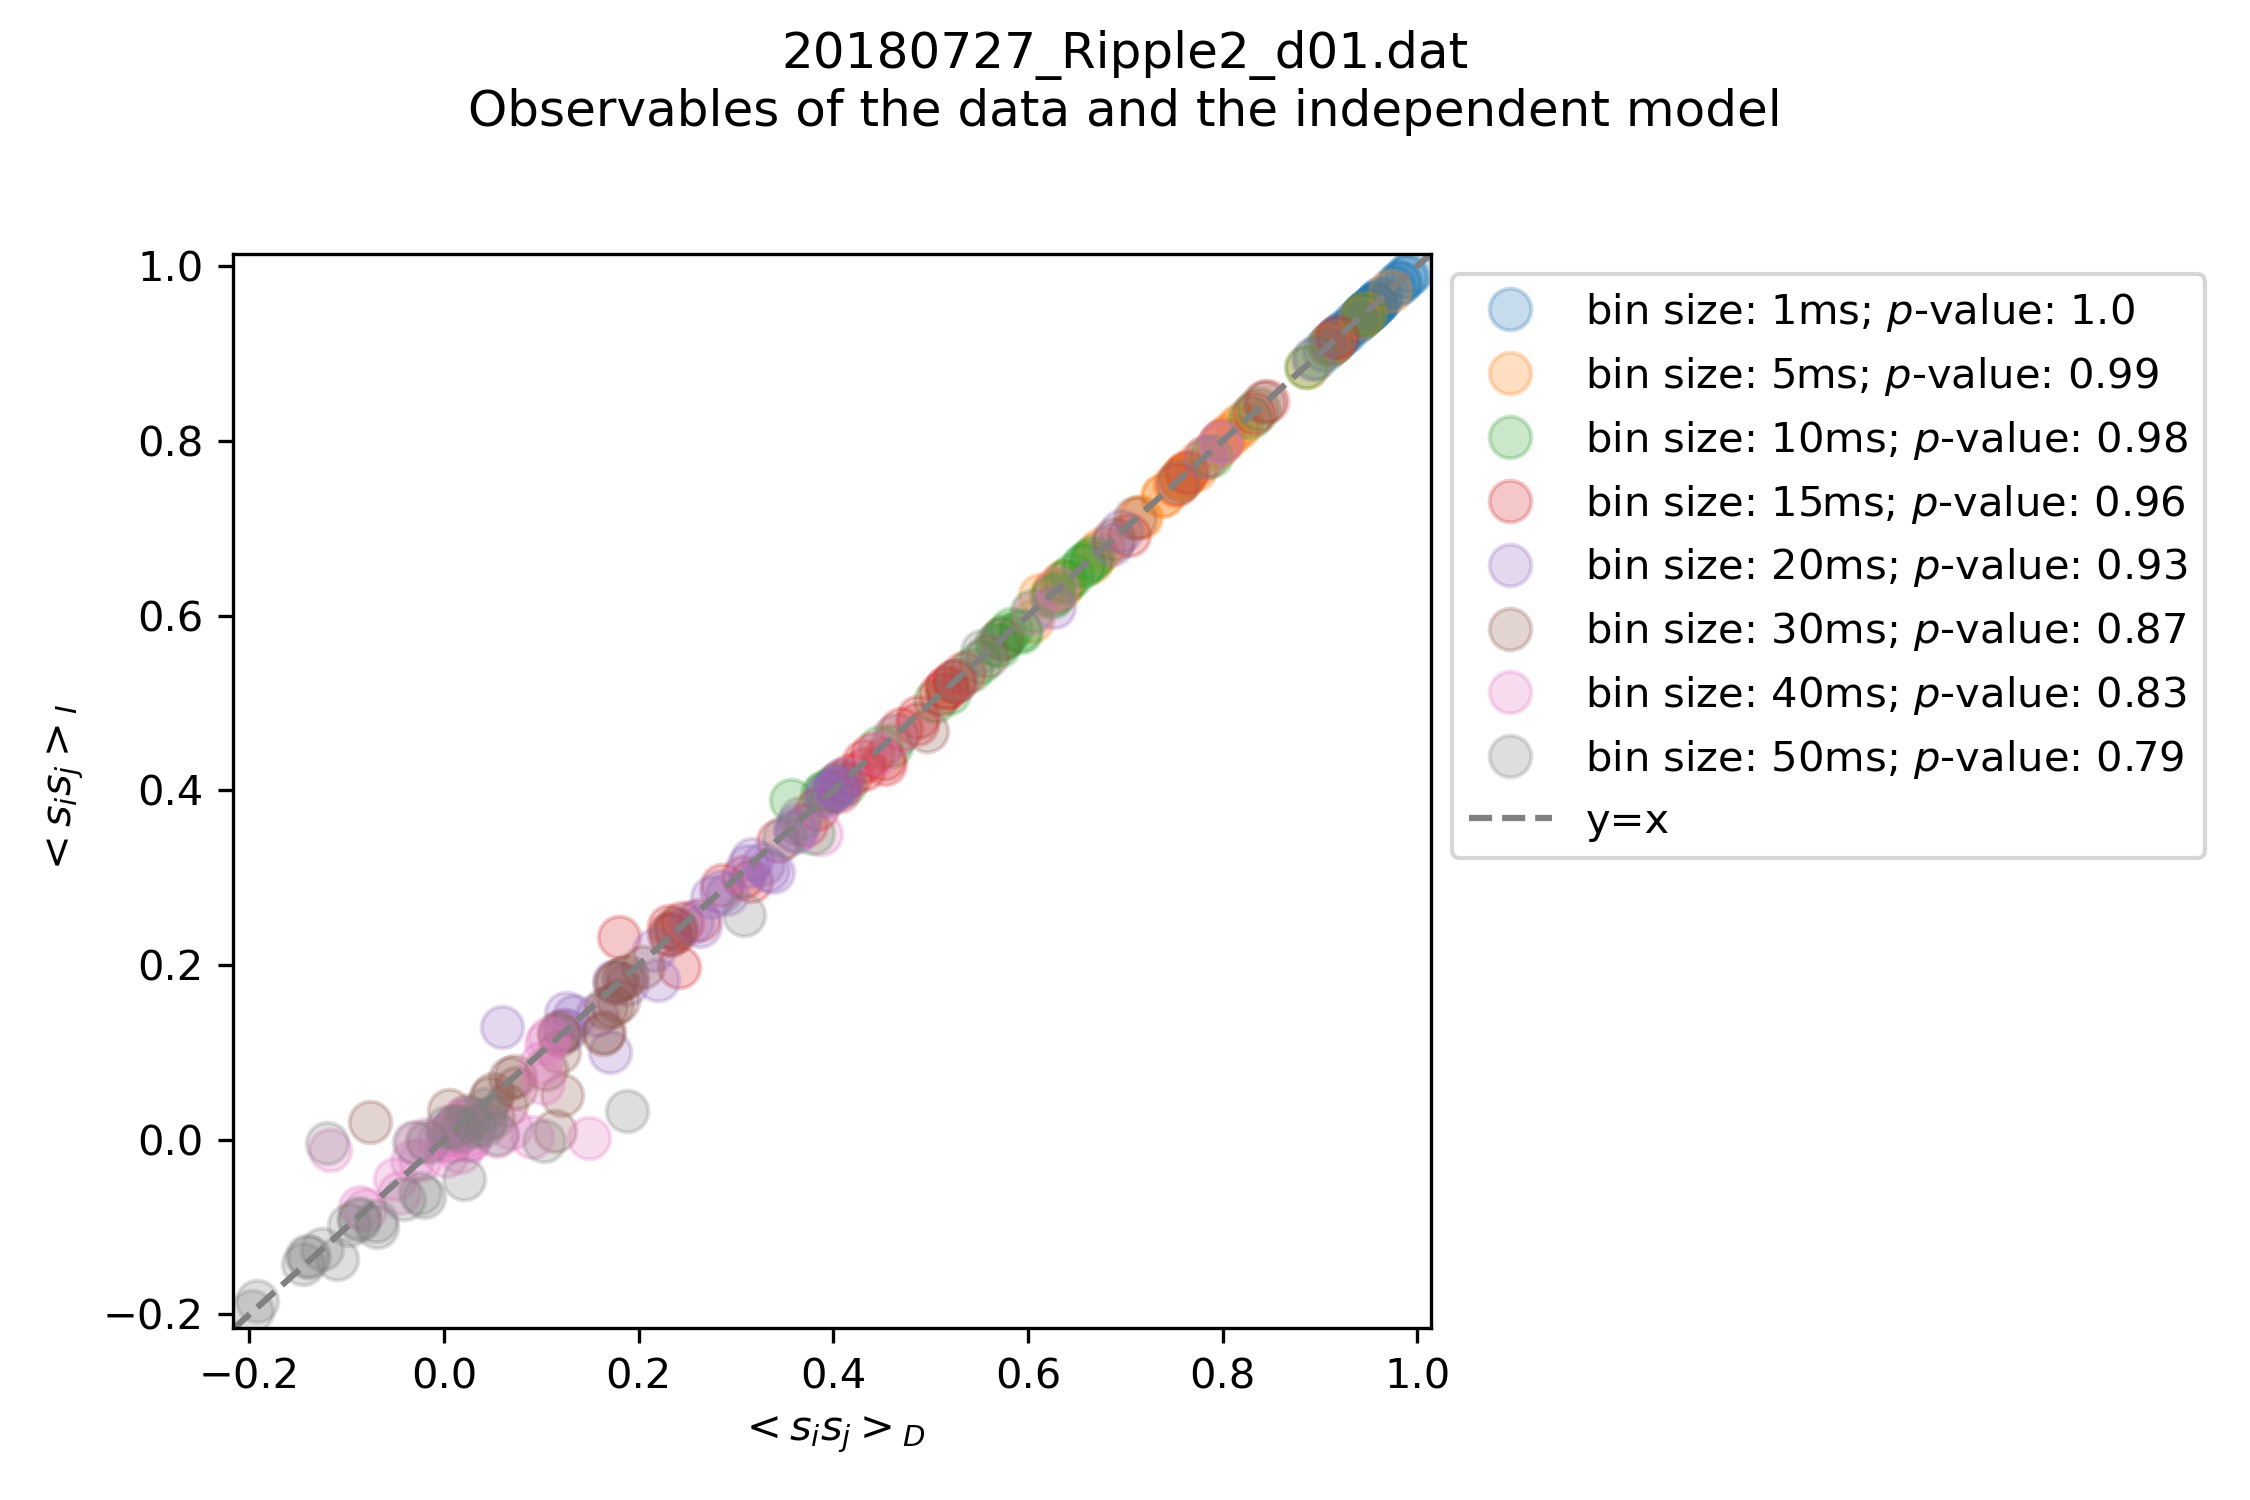 20180727_Ripple2_d01.dat
Observables of the data and the independent model
1.0
0.8
0.6
0.4
0.2
0.0
−0.2
−0.2 0.0 0.2 0.4 0.6 0.8 1.0
< s_i s_j >_I
< s_i s_j >_D
bin size: 1ms; p-value: 1.0
bin size: 5ms; p-value: 0.99
bin size: 10ms; p-value: 0.98
bin size: 15ms; p-value: 0.96
bin size: 20ms; p-value: 0.93
bin size: 30ms; p-value: 0.87
bin size: 40ms; p-value: 0.83
bin size: 50ms; p-value: 0.79
y=x